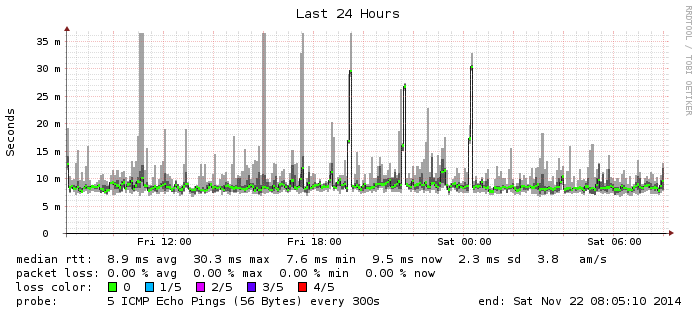 Last 24 Hours
RRDTOOL / TOBI OETIKER
Seconds
35 m
30 m
25 m
20 m
15 m
10 m
5 m
0
Fri 12:00 Fri 18:00 Sat 00:00 Sat 06:00
median rtt: 8.9 ms avg 30.3 ms max 7.6 ms min 9.5 ms now 2.3 ms sd 3.8 am/s
packet loss: 0.00 % avg 0.00 % max 0.00 % min 0.00 % now
loss color: 0 1/5 2/5 3/5 4/5
probe: 5 ICMP Echo Pings (56 Bytes) every 300s end: Sat Nov 22 08:05:10 2014